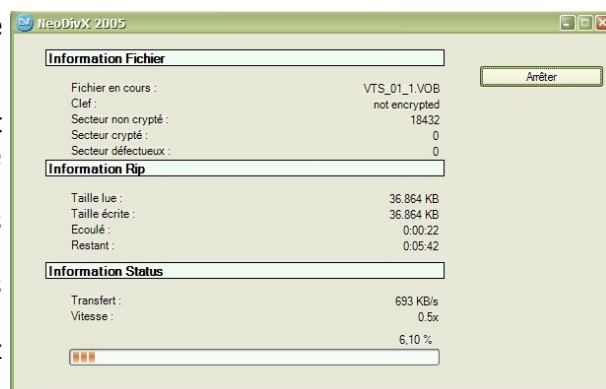 NeoDivX 2005
Information Fichier
Arrêter
Fichier en cours : VTS_01_1.VOB
Clef : not encrypted
Secteur non crypté : 18432
Secteur crypté : 0
Secteur défectueux : 0
Information Rip
Taille lue : 36.864 KB
Taille écrite : 36.864 KB
Ecoulé : 0:00:22
Restant : 0:05:42
Information Status
Transfert : 693 KB/s
Vitesse : 0.5x
6,10 %